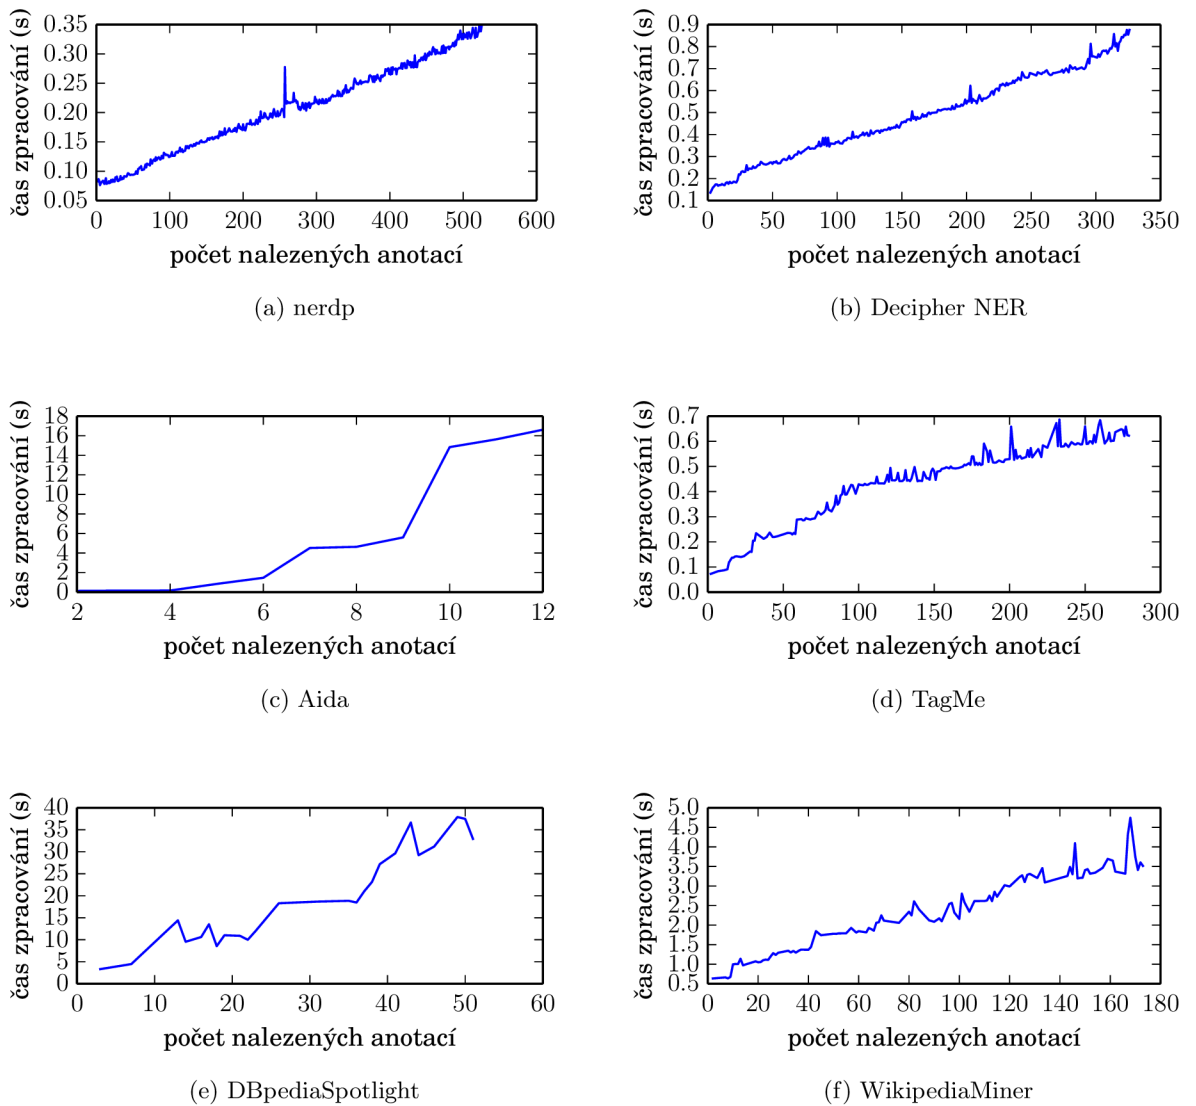 čas zpracování (s)
0.35
0.30
0.25
0.20
0.15
0.10
0.05
0 100 200 300 400 500 600
počet nalezených anotací
(a) nerdp
čas zpracování (s)
0.9
0.8
0.7
0.6
0.5
0.4
0.3
0.2
0.1
0 50 100 150 200 250 300 350
počet nalezených anotací
(b) Decipher NER
čas zpracování (s)
18
16
14
12
10
8
6
4
2
0
2 4 6 8 10 12
počet nalezených anotací
(c) Aida
čas zpracování (s)
0.7
0.6
0.5
0.4
0.3
0.2
0.1
0.0
0 50 100 150 200 250 300
počet nalezených anotací
(d) TagMe
čas zpracování (s)
40
35
30
25
20
15
10
5
0
0 10 20 30 40 50 60
počet nalezených anotací
(e) DBpediaSpotlight
čas zpracování (s)
5.0
4.5
4.0
3.5
3.0
2.5
2.0
1.5
1.0
0.5
0 20 40 60 80 100 120 140 160 180
počet nalezených anotací
(f) WikipediaMiner